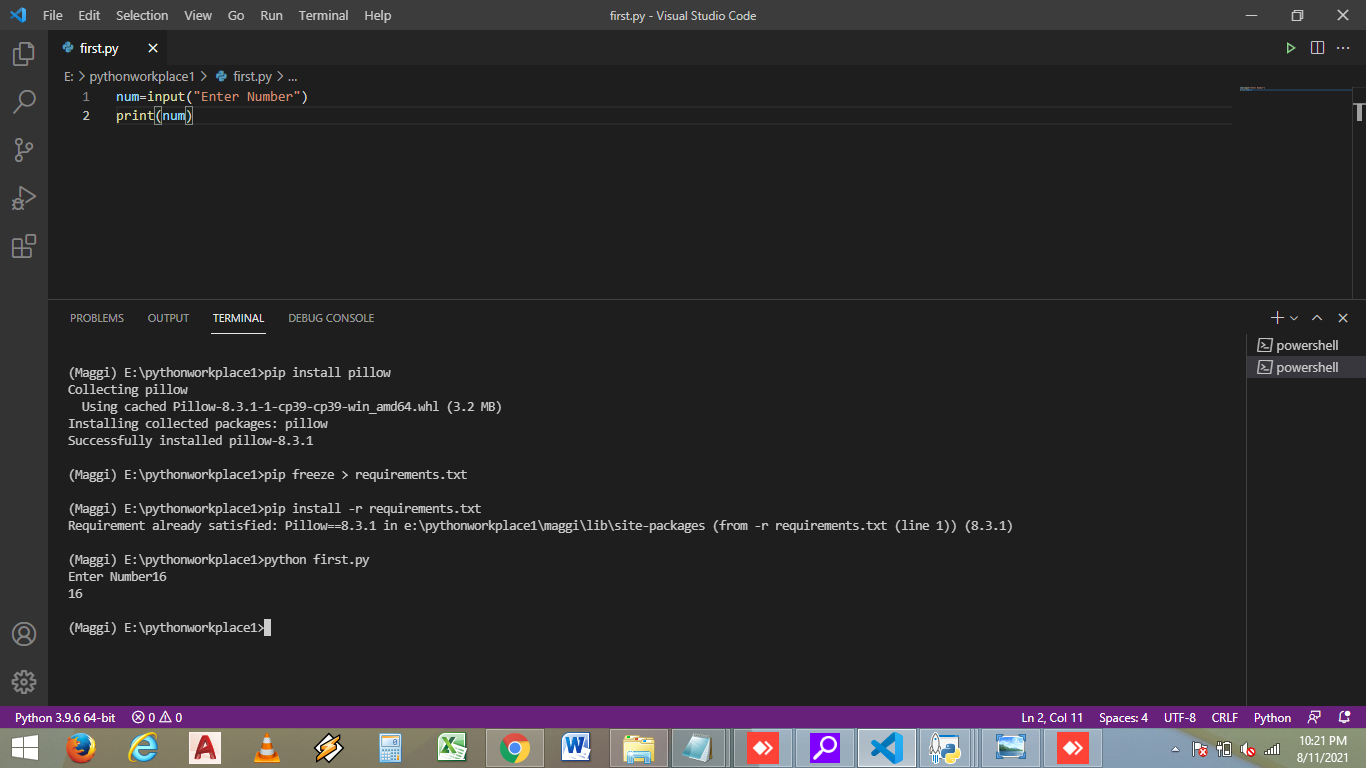 File Edit Selection View Go Run Terminal Help first.py - Visual Studio Code
first.py
E: > pythonworkplace1 > first.py > ...
1 num=input("Enter Number")
2 print(num)
PROBLEMS OUTPUT TERMINAL DEBUG CONSOLE
powershell
powershell
(Maggi) E:\pythonworkplace1>pip install pillow
Collecting pillow
  Using cached Pillow-8.3.1-1-cp39-cp39-win_amd64.whl (3.2 MB)
Installing collected packages: pillow
Successfully installed pillow-8.3.1
(Maggi) E:\pythonworkplace1>pip freeze > requirements.txt
(Maggi) E:\pythonworkplace1>pip install -r requirements.txt
Requirement already satisfied: Pillow==8.3.1 in e:\pythonworkplace1\maggi\lib\site-packages (from -r requirements.txt (line 1)) (8.3.1)
(Maggi) E:\pythonworkplace1>python first.py
Enter Number16
16
(Maggi) E:\pythonworkplace1>
Python 3.9.6 64-bit 0 0 Ln 2, Col 11 Spaces: 4 UTF-8 CRLF Python
10:21 PM
8/11/2021